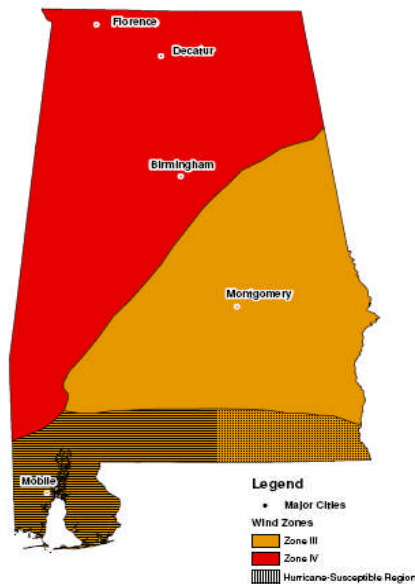 Florence
Decatur
Birmingham
Montgomery
Mobile
Legend
Major Cities
Wind Zones
Zone III
Zone IV
Hurricane-Susceptible Region